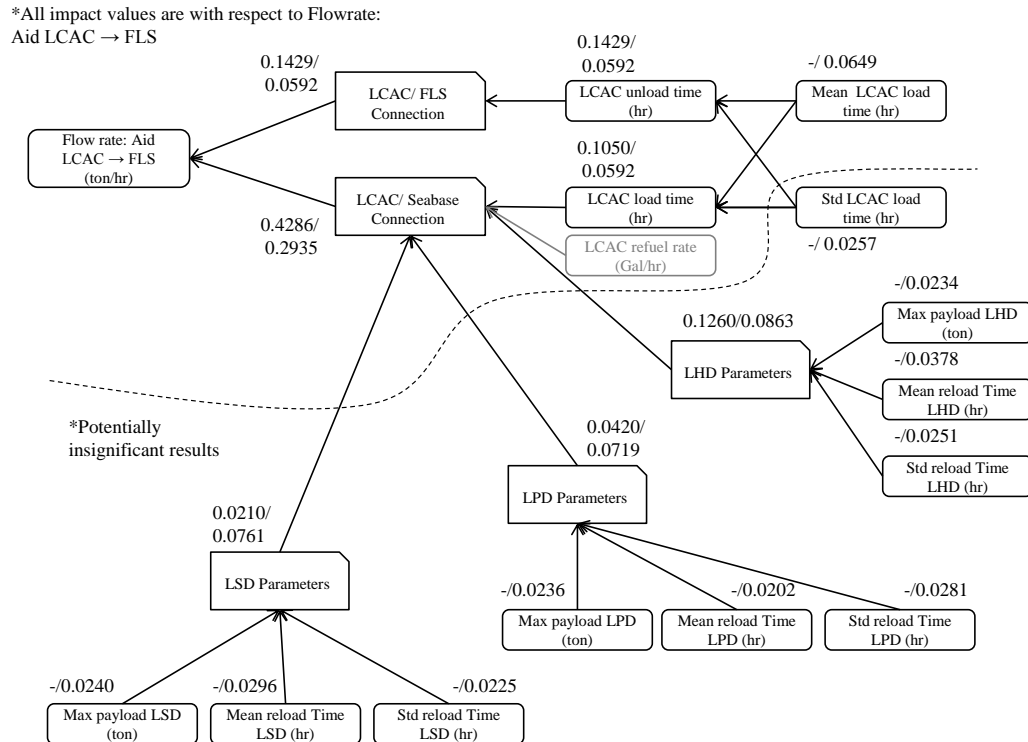 *All impact values are with respect to Flowrate:
Aid LCAC → FLS
0.1429/
0.0592
LCAC/ FLS
Connection
0.1429/
0.0592
LCAC unload time
(hr)
-/ 0.0649
Mean LCAC load
time (hr)
Flow rate: Aid
LCAC → FLS
(ton/hr)
LCAC/ Seabase
Connection
0.4286/
0.2935
0.1050/
0.0592
LCAC load time
(hr)
Std LCAC load
time (hr)
-/ 0.0257
LCAC refuel rate
(Gal/hr)
-/0.0234
Max payload LHD
(ton)
0.1260/0.0863
LHD Parameters
-/0.0378
Mean reload Time
LHD (hr)
-/0.0251
Std reload Time
LHD (hr)
*Potentially
insignificant results
0.0420/
0.0719
LPD Parameters
0.0210/
0.0761
LSD Parameters
-/0.0236
Max payload LPD
(ton)
-/0.0202
Mean reload Time
LPD (hr)
-/0.0281
Std reload Time
LPD (hr)
-/0.0240
Max payload LSD
(ton)
-/0.0296
Mean reload Time
LSD (hr)
-/0.0225
Std reload Time
LSD (hr)